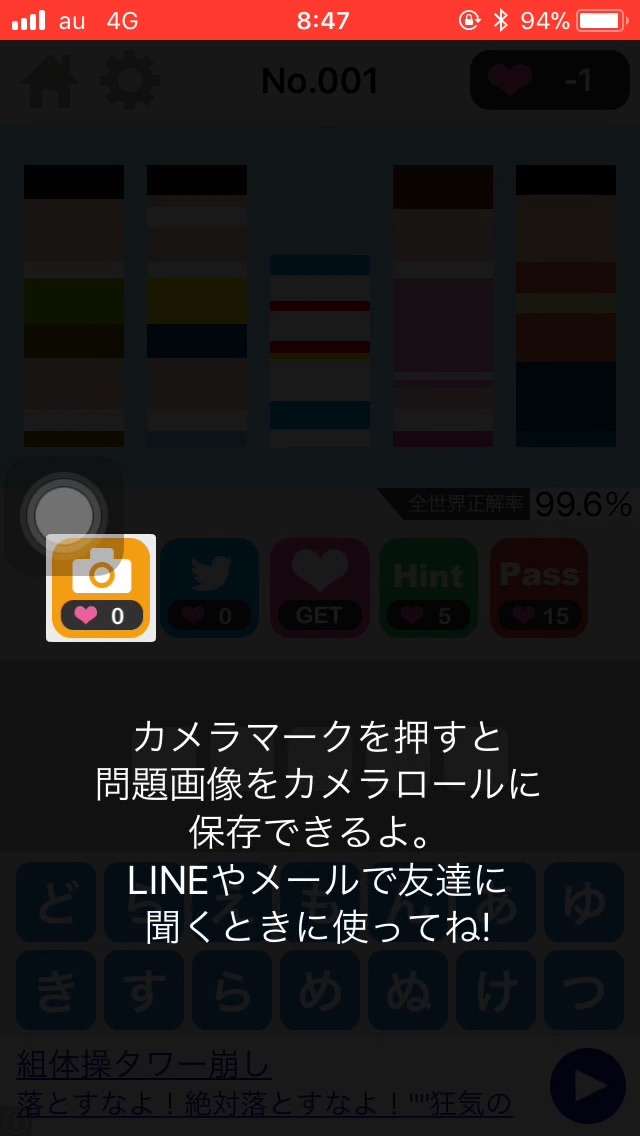 au 4G 8:47 94%
No.001 -1
全世界正解率 99.6%
0 0 GET Hint 5 Pass 15
カメラマークを押すと
問題画像をカメラロールに
保存できるよ。
LINEやメールで友達に
聞くときに使ってね!
どらえもんあゆ
きすらめぬけつ
組体操タワー崩し
落とすなよ！絶対落とすなよ！""狂気の